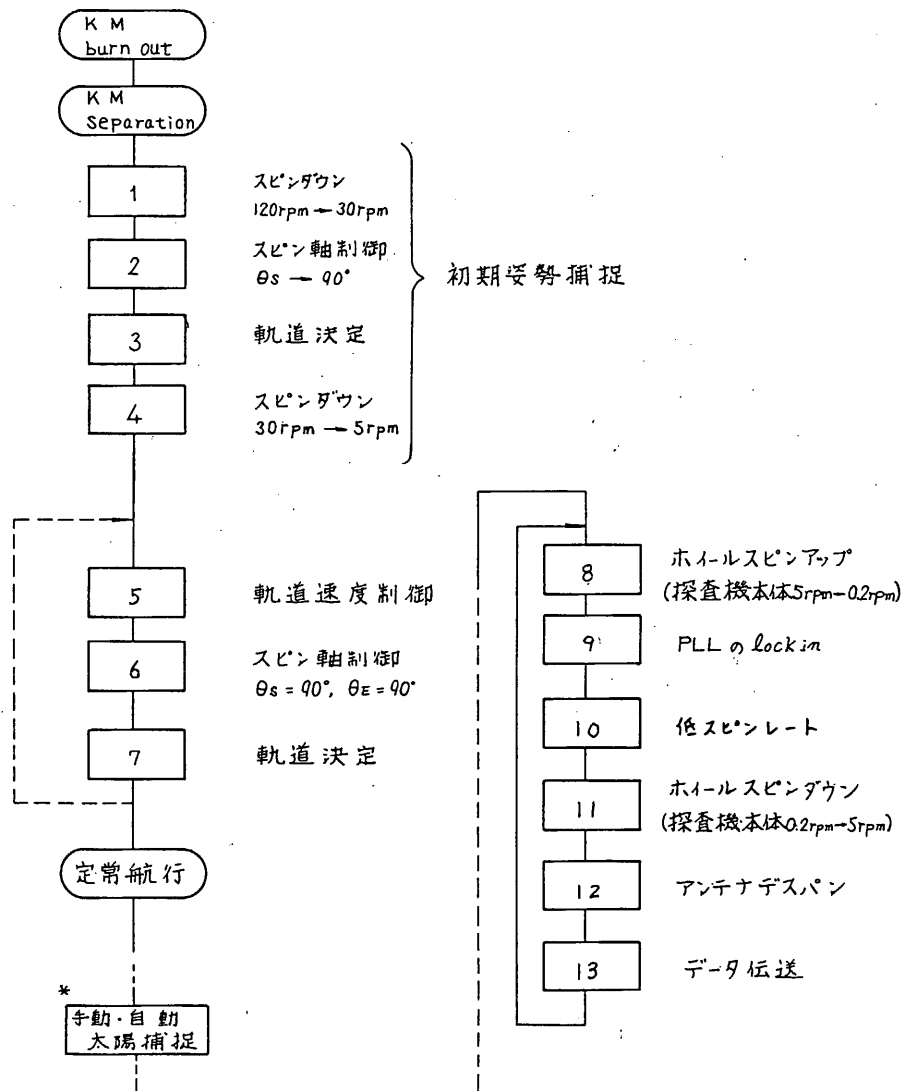 K M
burn out
K M
Separation
1
スピンダウン
120rpm → 30rpm
2
スピン軸制御
θs → 90°
3
軌道決定
4
スピンダウン
30rpm → 5rpm
初期姿勢捕捉
5
軌道速度制御
6
スピン軸制御
θs = 90°, θE = 90°
7
軌道決定
定常航行
*
手動・自動
太陽捕捉
8
ホイールスピンアップ
(探査機本体5rpm→0.2rpm)
9
PLLのlock in
10
低スピンレート
11
ホイールスピンダウン
(探査機本体0.2rpm→5rpm)
12
アンテナデスパン
13
データ伝送